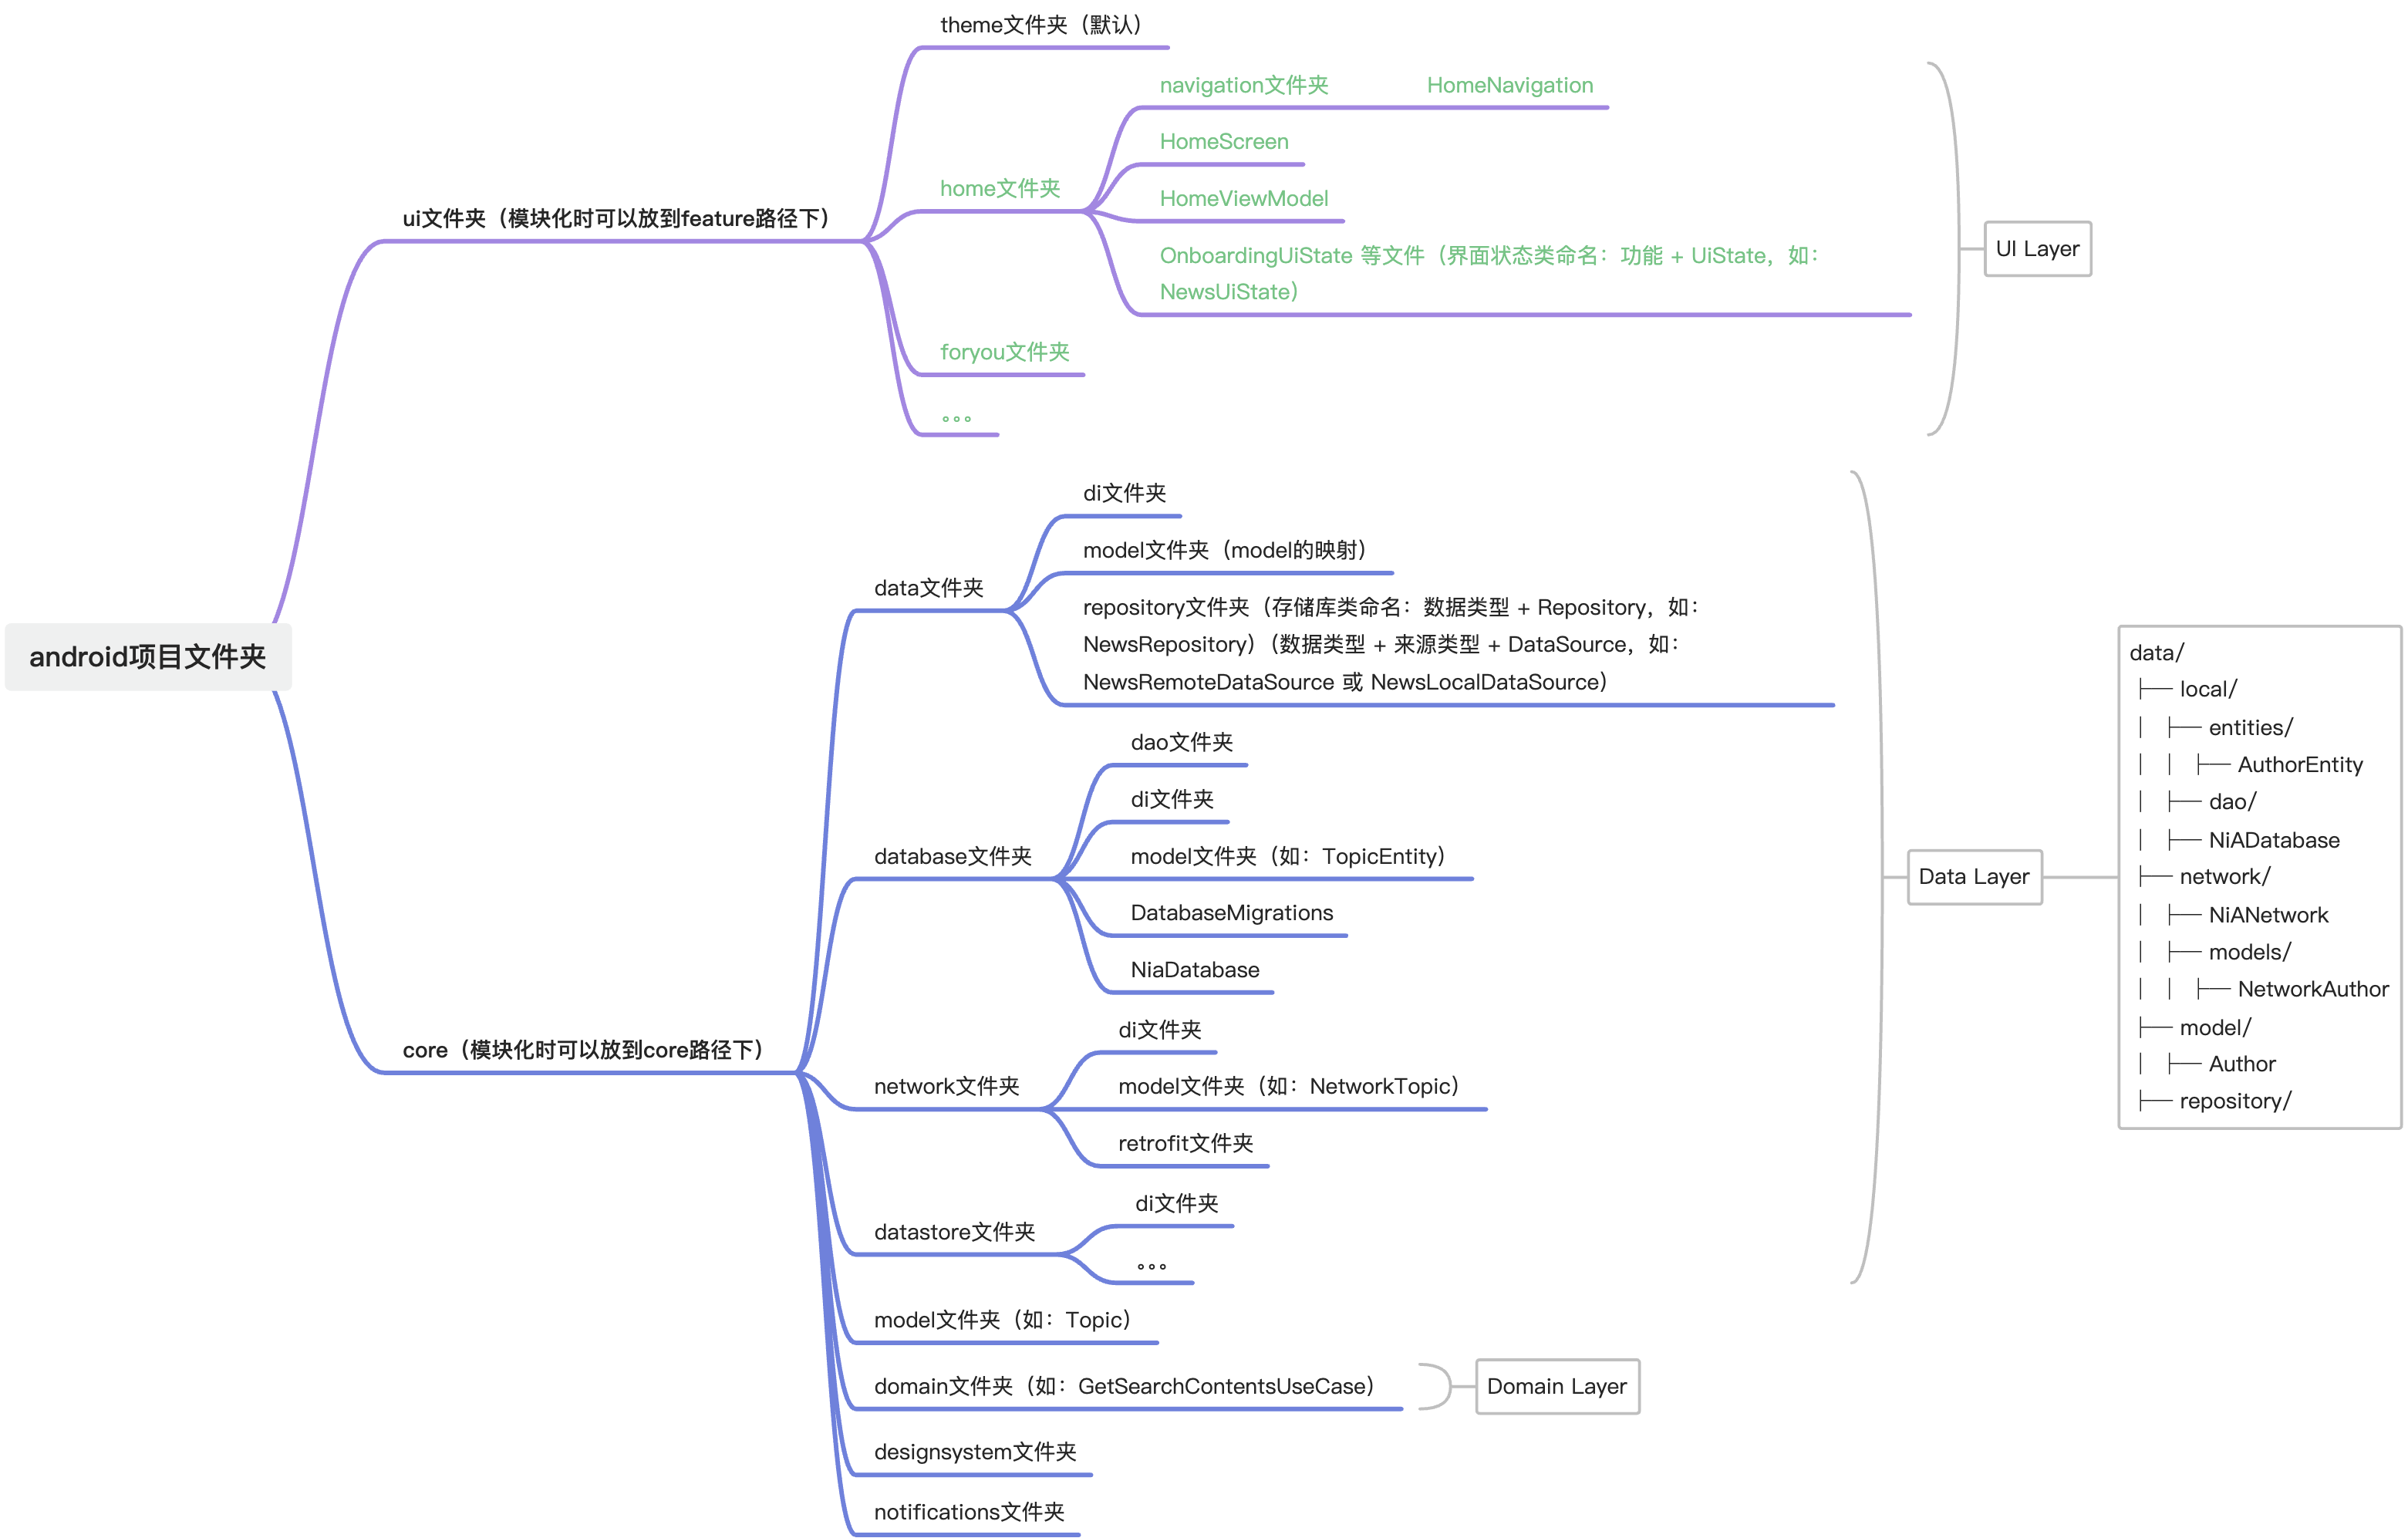 android项目文件夹
ui文件夹（模块化时可以放到feature路径下）
theme文件夹（默认）
home文件夹
navigation文件夹
HomeNavigation
HomeScreen
HomeViewModel
OnboardingUiState 等文件（界面状态类命名：功能 + UiState，如：
NewsUiState）
foryou文件夹
。。。
UI Layer
core（模块化时可以放到core路径下）
data文件夹
di文件夹
model文件夹（model的映射）
repository文件夹（存储库类命名：数据类型 + Repository，如：
NewsRepository）（数据类型 + 来源类型 + DataSource，如：
NewsRemoteDataSource 或 NewsLocalDataSource）
database文件夹
dao文件夹
di文件夹
model文件夹（如：TopicEntity）
DatabaseMigrations
NiaDatabase
network文件夹
di文件夹
model文件夹（如：NetworkTopic）
retrofit文件夹
datastore文件夹
di文件夹
。。。
Data Layer
data/
├── local/
│ ├── entities/
│ │ ├── AuthorEntity
│ ├── dao/
│ ├── NiADatabase
├── network/
│ ├── NiANetwork
│ ├── models/
│ │ ├── NetworkAuthor
├── model/
│ ├── Author
├── repository/
model文件夹（如：Topic）
domain文件夹（如：GetSearchContentsUseCase）
Domain Layer
designsystem文件夹
notifications文件夹